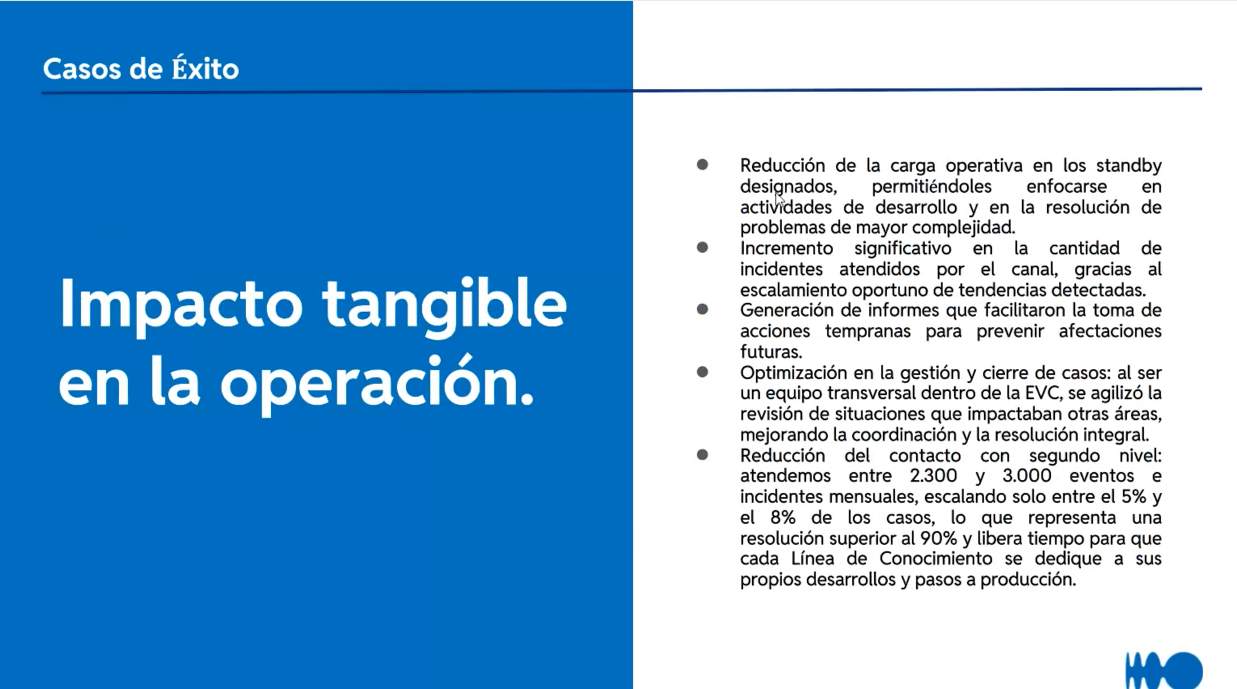 Casos de Éxito
Impacto tangible
en la operación.
● Reducción de la carga operativa en los standby
designados, permitiéndoles enfocarse en
actividades de desarrollo y en la resolución de
problemas de mayor complejidad.
● Incremento significativo en la cantidad de
incidentes atendidos por el canal, gracias al
escalamiento oportuno de tendencias detectadas.
● Generación de informes que facilitaron la toma de
acciones tempranas para prevenir afectaciones
futuras.
● Optimización en la gestión y cierre de casos: al ser
un equipo transversal dentro de la EVC, se agilizó la
revisión de situaciones que impactaban otras áreas,
mejorando la coordinación y la resolución integral.
● Reducción del contacto con segundo nivel:
atendemos entre 2.300 y 3.000 eventos e
incidentes mensuales, escalando solo entre el 5% y
el 8% de los casos, lo que representa una
resolución superior al 90% y libera tiempo para que
cada Línea de Conocimiento se dedique a sus
propios desarrollos y pasos a producción.